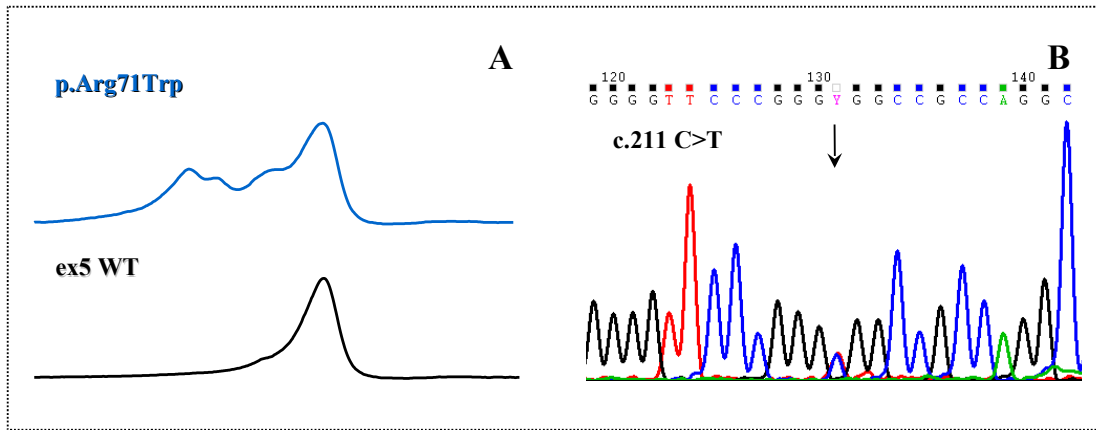 A
p.Arg71Trp
ex5 WT
B
120 130 140
G G G G T T C C C G G G Y G G C C G C C A G G C
c.211 C>T